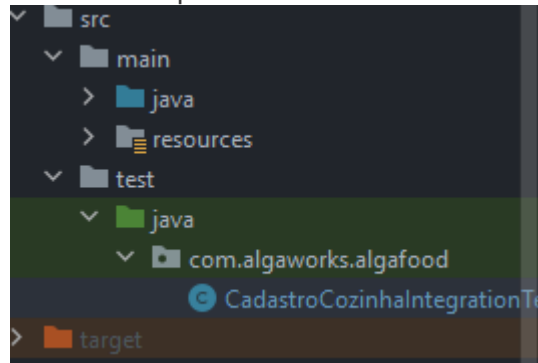 src
main
java
resources
test
java
com.algaworks.algafood
CadastroCozinhaIntegrationTe
target